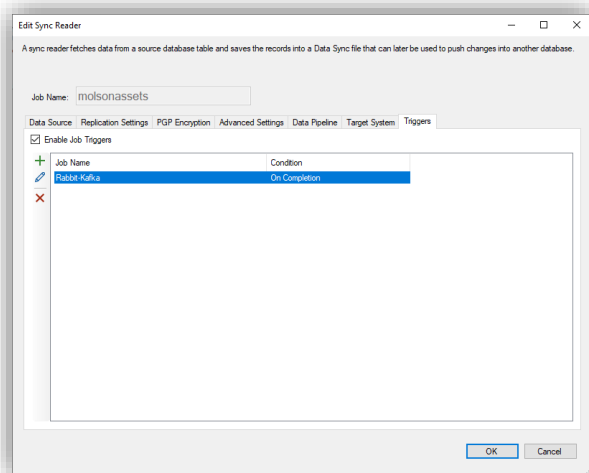 Edit Sync Reader
A sync reader fetches data from a source database table and saves the records into a Data Sync file that can later be used to push changes into another database.
Job Name: molsonassets
Data Source Replication Settings PGP Encryption Advanced Settings Data Pipeline Target System Triggers
Enable Job Triggers
Job Name Condition
Rabbit-Kafka On Completion
OK Cancel